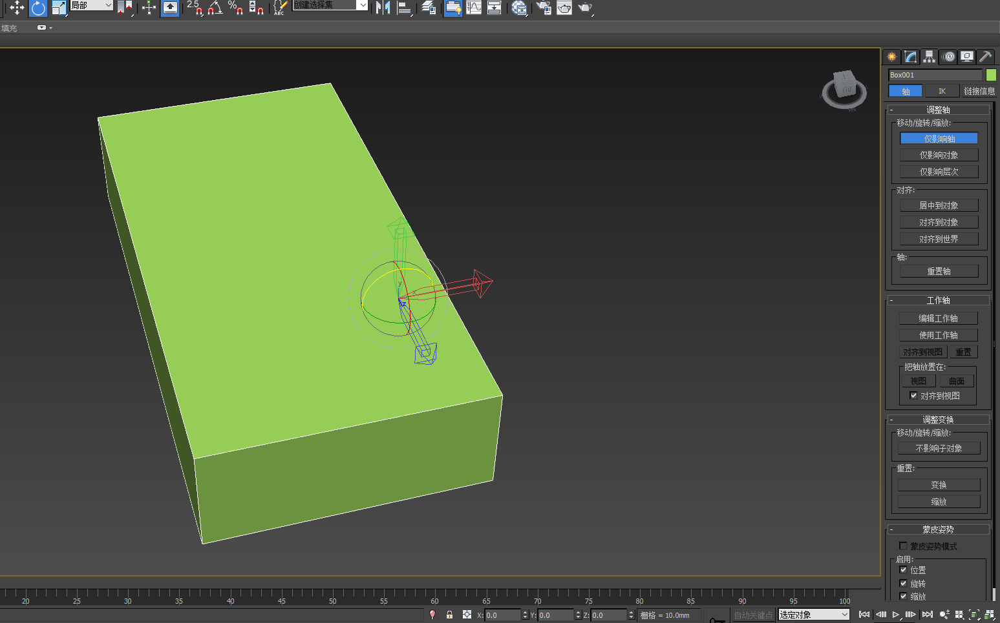 局部
2.5
%
ABC
创建选择集
填充
Box001
轴 IK 链接信息
- 调整轴
移动/旋转/缩放:
仅影响轴
仅影响对象
仅影响层次
对齐:
居中到对象
对齐到对象
对齐到世界
轴:
重置轴
- 工作轴
编辑工作轴
使用工作轴
对齐到视图 重置
把轴放置在:
视图 曲面
对齐到视图
- 调整变换
移动/旋转/缩放:
不影响子对象
重置:
变换
缩放
- 蒙皮姿势
蒙皮姿势模式
启用:
位置
旋转
缩放
y
x
z
20 25 30 35 40 45 50 55 60 65 70 75 80 85 90 95 100
X: 0.0 Y: 0.0 Z: 0.0 栅格 = 10.0mm 自动关键点 选定对象